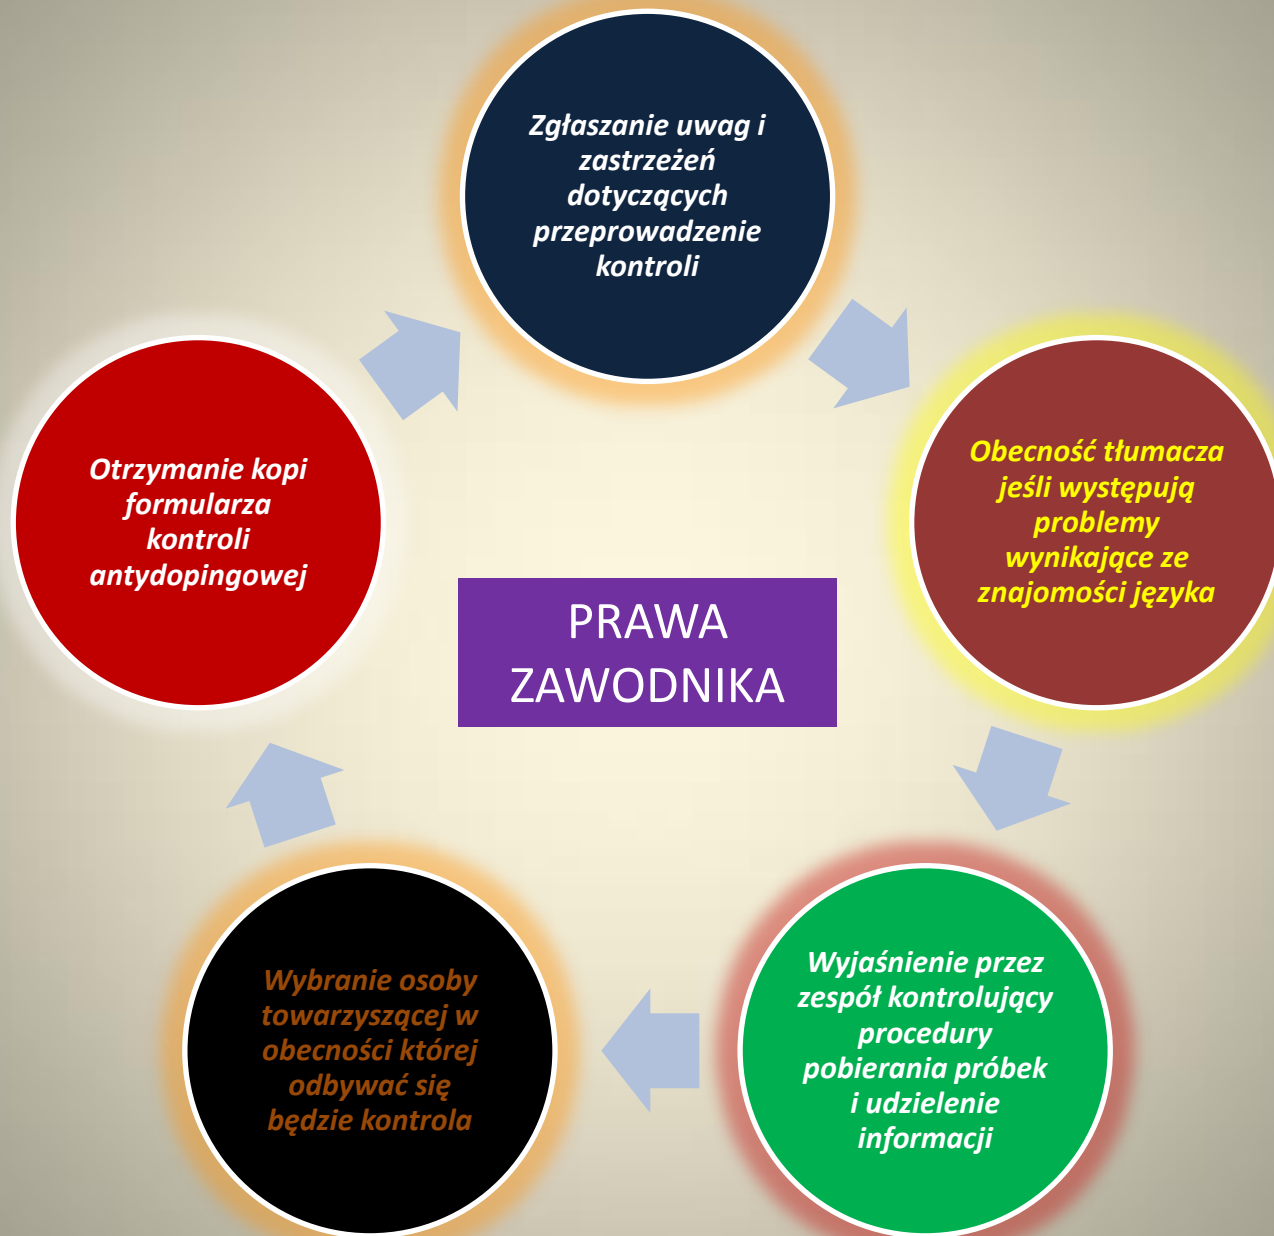 Zgłaszanie uwag i
zastrzeżeń
dotyczących
przeprowadzenie
kontroli
Obecność tłumacza
jeśli występują
problemy
wynikające ze
znajomości języka
Wyjaśnienie przez
zespół kontrolujący
procedury
pobierania próbek
i udzielenie
informacji
Wybranie osoby
towarzyszącej w
obecności której
odbywać się
będzie kontrola
Otrzymanie kopi
formularza
kontroli
antydopingowej
PRAWA
ZAWODNIKA